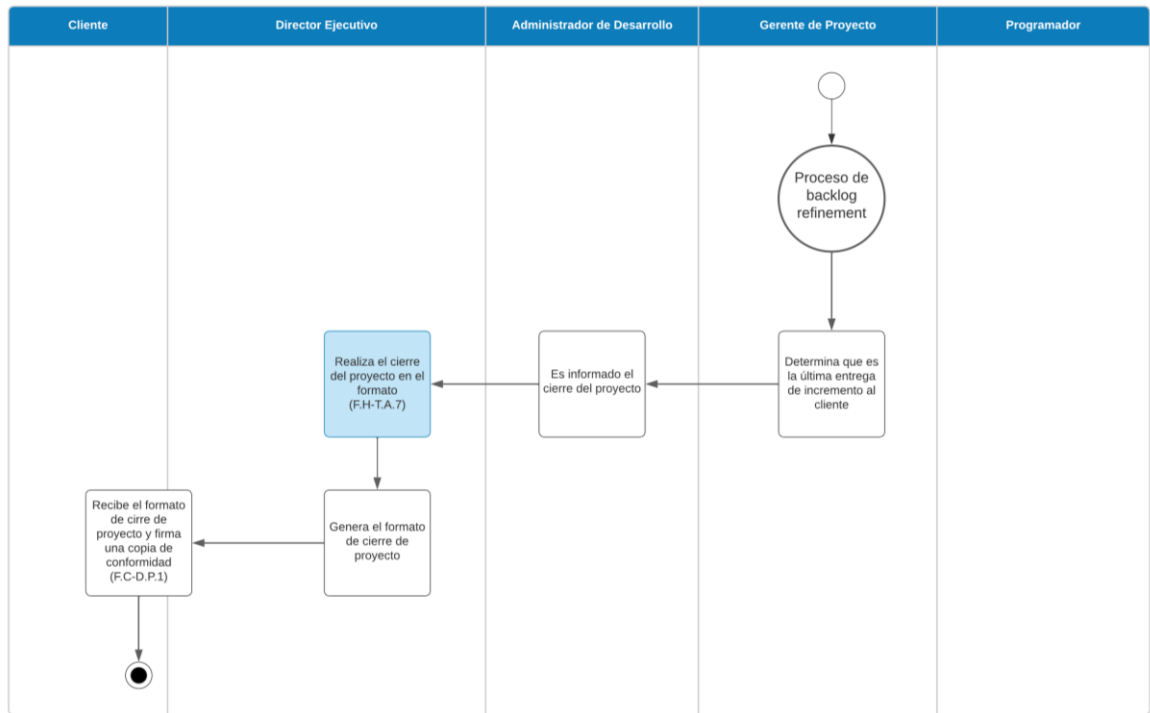 Cliente
Director Ejecutivo
Administrador de Desarrollo
Gerente de Proyecto
Programador
Proceso de
backlog
refinement
Realiza el cierre
del proyecto en el
formato
(F.H-T.A.7)
Es informado el
cierre del proyecto
Determina que es
la última entrega
de incremento al
cliente
Recibe el formato
de cirre de
proyecto y firma
una copia de
conformidad
(F.C-D.P.1)
Genera el formato
de cierre de
proyecto